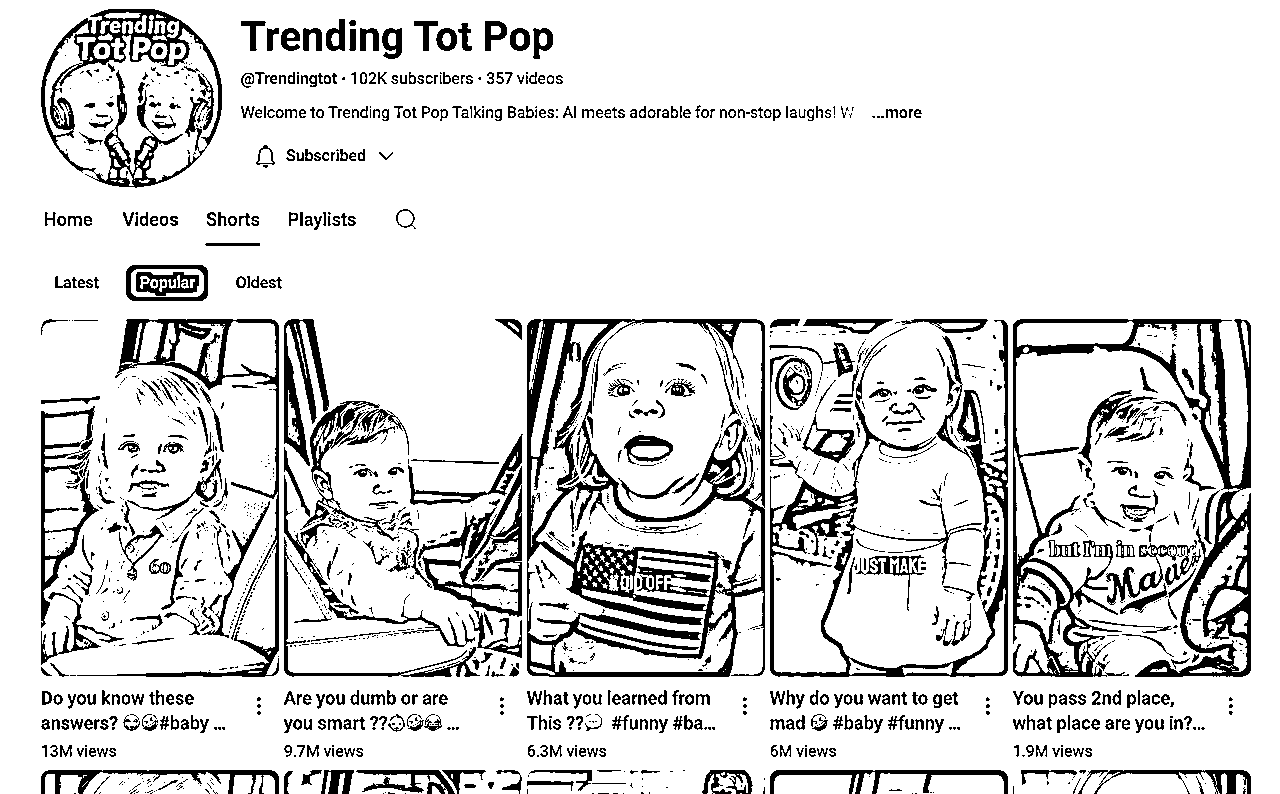 Trending
Tot Pop
Trending Tot Pop
@Trendingtot · 102K subscribers · 357 videos
Welcome to Trending Tot Pop Talking Babies: AI meets adorable for non-stop laughs! W ...more
Subscribed
Home Videos Shorts Playlists
Latest Popular Oldest
60
OFF
JUST MAKE
but I'm in second
Do you know these
answers? 😏🤪#baby ...
13M views
Are you dumb or are
you smart ??👶🤪😂 ...
9.7M views
What you learned from
This ??💬 #funny #ba...
6.3M views
Why do you want to get
mad 🤪 #baby #funny ...
6M views
You pass 2nd place,
what place are you in?...
1.9M views